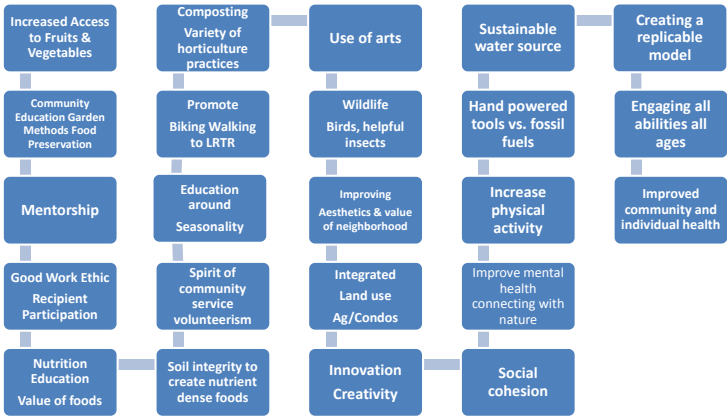 Increased Access
to Fruits &
Vegetables
Community
Education Garden
Methods Food
Preservation
Mentorship
Good Work Ethic
Recipient
Participation
Nutrition
Education
Value of foods
Soil integrity to
create nutrient
dense foods
Spirit of
community
service
volunteerism
Education
around
Seasonality
Promote
Biking Walking
to LRTR
Composting
Variety of
horticulture
practices
Use of arts
Wildlife
Birds, helpful
insects
Improving
Aesthetics & value
of neighborhood
Integrated
Land use
Ag/Condos
Innovation
Creativity
Social
cohesion
Improve mental
health
connecting with
nature
Increase
physical
activity
Hand powered
tools vs. fossil
fuels
Sustainable
water source
Creating a
replicable
model
Engaging all
abilities all
ages
Improved
community and
individual health